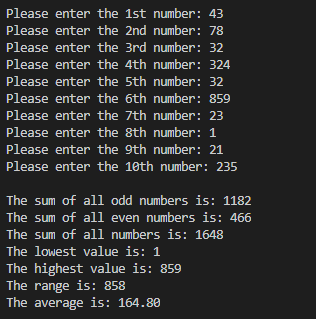 Please enter the 1st number: 43
Please enter the 2nd number: 78
Please enter the 3rd number: 32
Please enter the 4th number: 324
Please enter the 5th number: 32
Please enter the 6th number: 859
Please enter the 7th number: 23
Please enter the 8th number: 1
Please enter the 9th number: 21
Please enter the 10th number: 235

The sum of all odd numbers is: 1182
The sum of all even numbers is: 466
The sum of all numbers is: 1648
The lowest value is: 1
The highest value is: 859
The range is: 858
The average is: 164.80